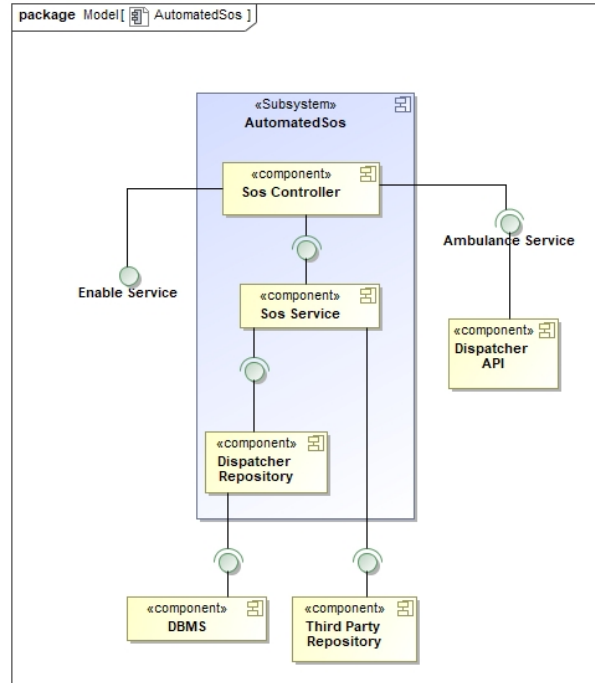 package Model[ AutomatedSos ]
«Subsystem»
AutomatedSos
«component»
Sos Controller
Ambulance Service
Enable Service
«component»
Sos Service
«component»
Dispatcher
API
«component»
Dispatcher
Repository
«component»
DBMS
«component»
Third Party
Repository